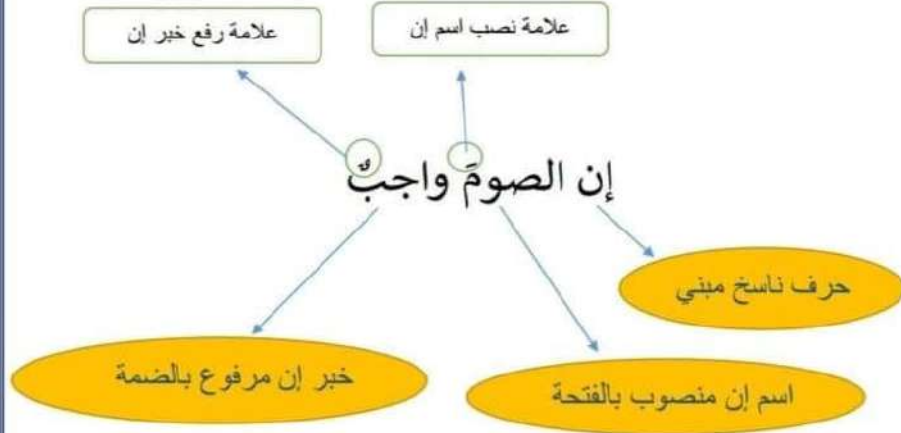 علامة نصب اسم إن
علامة رفع خبر إن
إن الصومَ واجبٌ
حرف ناسخ مبني
اسم إن منصوب بالفتحة
خبر إن مرفوع بالضمة